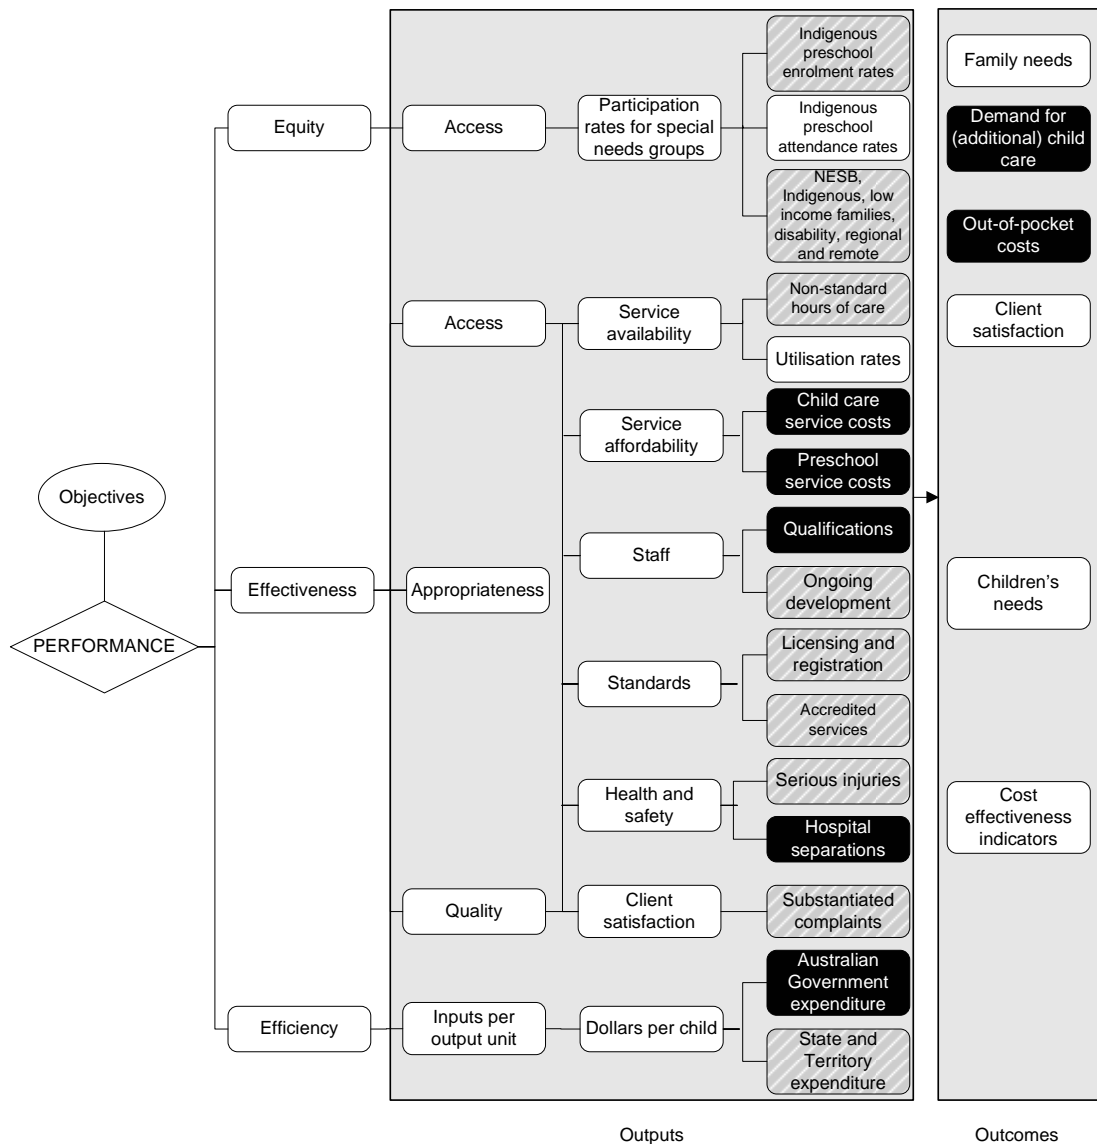 Objectives
PERFORMANCE
Equity
Effectiveness
Efficiency
Access
Access
Appropriateness
Quality
Inputs per
output unit
Participation
rates for special
needs groups
Service
availability
Service
affordability
Staff
Standards
Health and
safety
Client
satisfaction
Dollars per child
Indigenous
preschool
enrolment rates
Indigenous
preschool
attendance rates
NESB,
Indigenous, low
income families,
disability, regional
and remote
Non-standard
hours of care
Utilisation rates
Child care
service costs
Preschool
service costs
Qualifications
Ongoing
development
Licensing and
registration
Accredited
services
Serious injuries
Hospital
separations
Substantiated
complaints
Australian
Government
expenditure
State and
Territory
expenditure
Family needs
Demand for
(additional) child
care
Out-of-pocket
costs
Client
satisfaction
Children’s
needs
Cost
effectiveness
indicators
Outputs
Outcomes